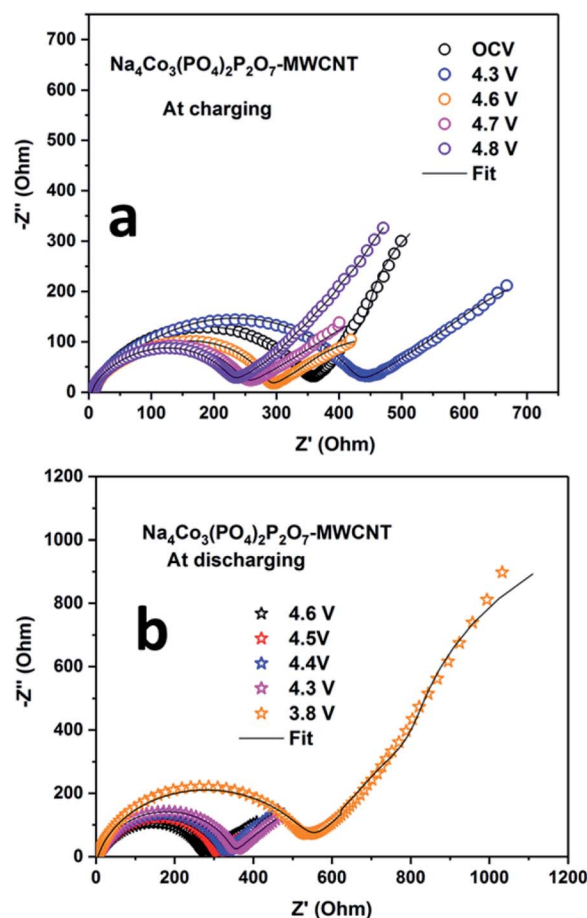 a
750
700
600
500
400
300
200
100
0
-Z'' (Ohm)
Na₄Co₃(PO₄)₂P₂O₇-MWCNT
At charging
OCV
4.3 V
4.6 V
4.7 V
4.8 V
Fit
0 100 200 300 400 500 600 700 750
Z' (Ohm)
b
1200
1000
800
600
400
200
0
-Z'' (Ohm)
Na₄Co₃(PO₄)₂P₂O₇-MWCNT
At discharging
4.6 V
4.5V
4.4V
4.3 V
3.8 V
Fit
0 200 400 600 800 1000 1200
Z' (Ohm)